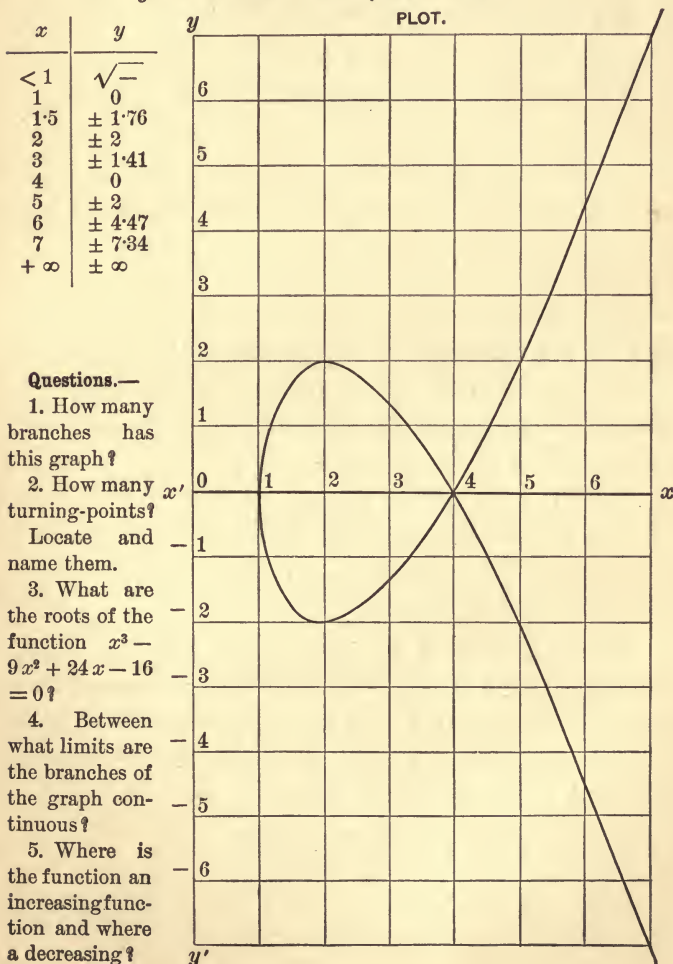 PLOT.
x y
< 1 √—
1 0
1·5 ± 1·76
2 ± 2
3 ± 1·41
4 0
5 ± 2
6 ± 4·47
7 ± 7·34
+ ∞ ± ∞
Questions.—
1. How many
branches has
this graph?
2. How many
turning-points?
Locate and
name them.
3. What are
the roots of the
function x³ —
9x² + 24x — 16
= 0?
4. Between
what limits are
the branches of
the graph con-
tinuous?
5. Where is
the function an
increasing func-
tion and where
a decreasing?
y
6
5
4
3
2
1
x' 0 1 2 3 4 5 6 x
— 1
— 2
— 3
— 4
— 5
— 6
y'